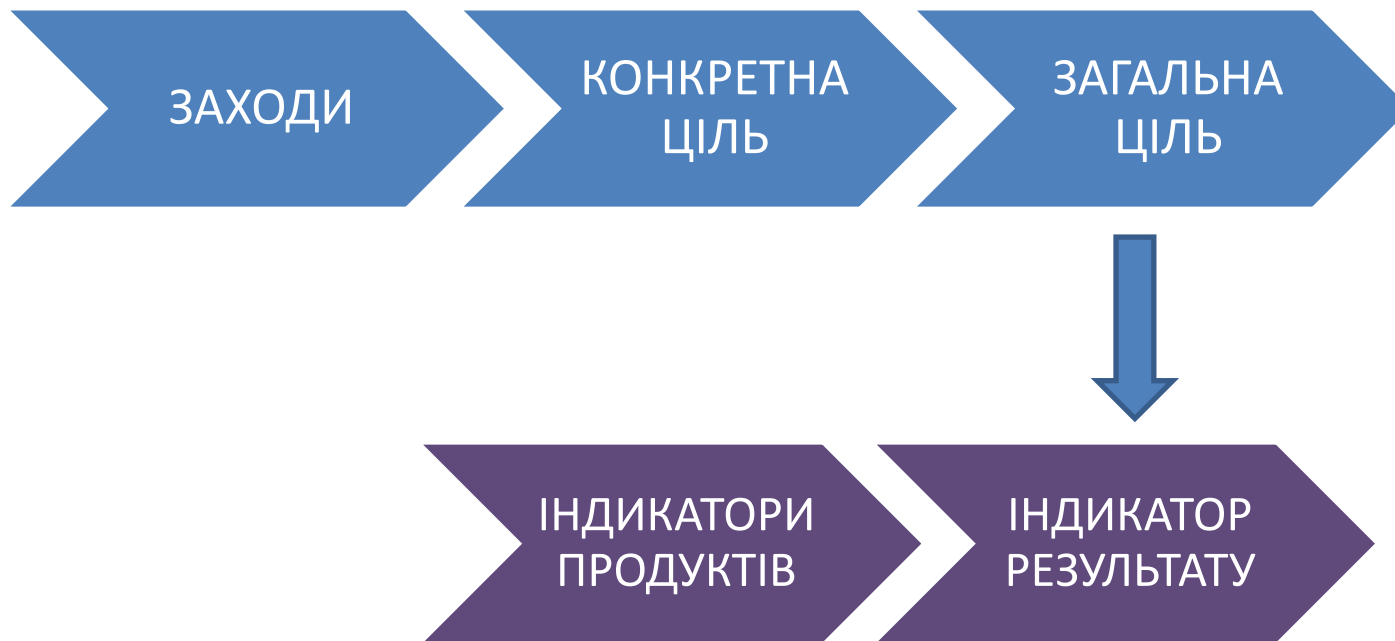 ЗАХОДИ
КОНКРЕТНА
ЦІЛЬ
ЗАГАЛЬНА
ЦІЛЬ
ІНДИКАТОРИ
ПРОДУКТІВ
ІНДИКАТОР
РЕЗУЛЬТАТУ